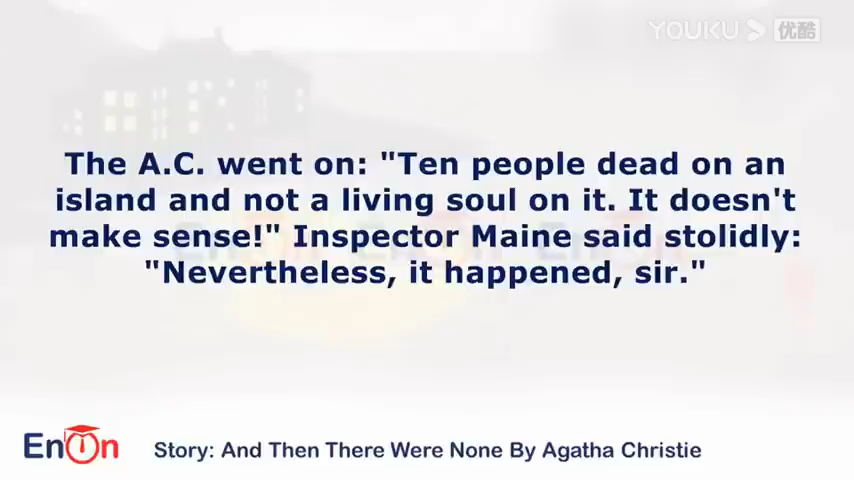 YOUKU 优酷
The A.C. went on: "Ten people dead on an
island and not a living soul on it. It doesn't
make sense!" Inspector Maine said stolidly:
"Nevertheless, it happened, sir."
EnOn
Story: And Then There Were None By Agatha Christie